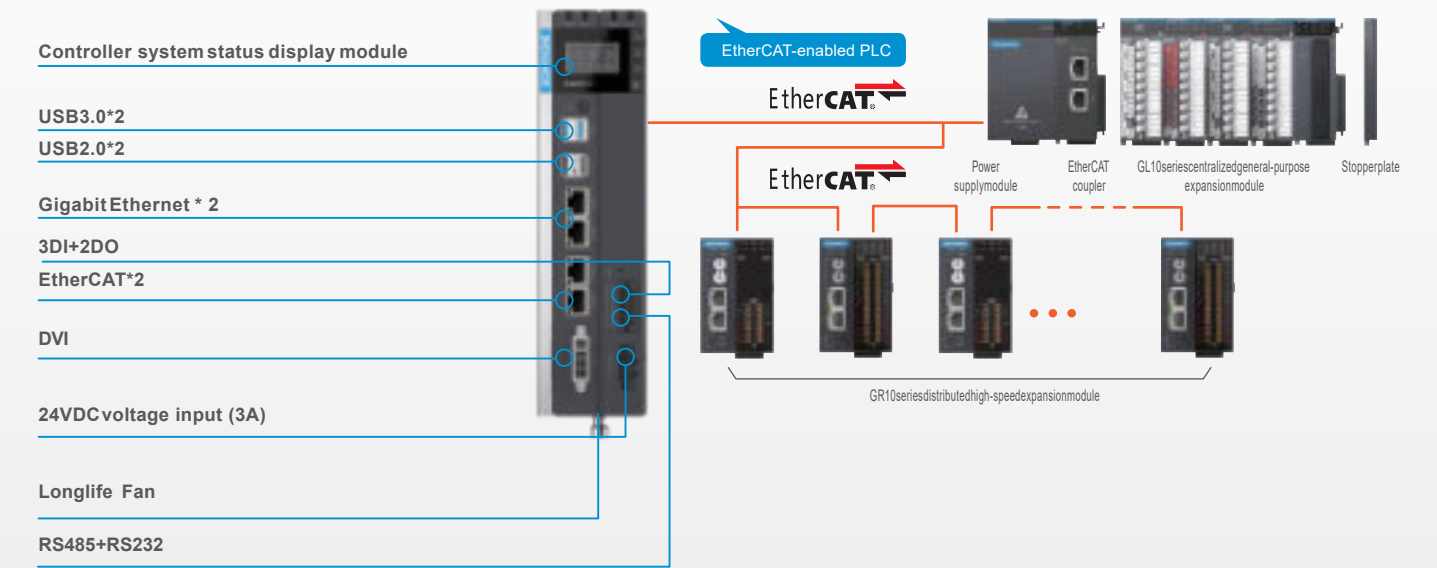 Controller system status display module
USB3.0*2
USB2.0*2
Gigabit Ethernet * 2
3DI+2DO
EtherCAT*2
DVI
24VDC voltage input (3A)
Longlife Fan
RS485+RS232
EtherCAT-enabled PLC
EtherCAT®
EtherCAT®
Power
supplymodule
EtherCAT
coupler
GL10seriescentralizedgeneral-purpose
expansionmodule
Stopperplate
GR10seriesdistributedhigh-speedexpansionmodule